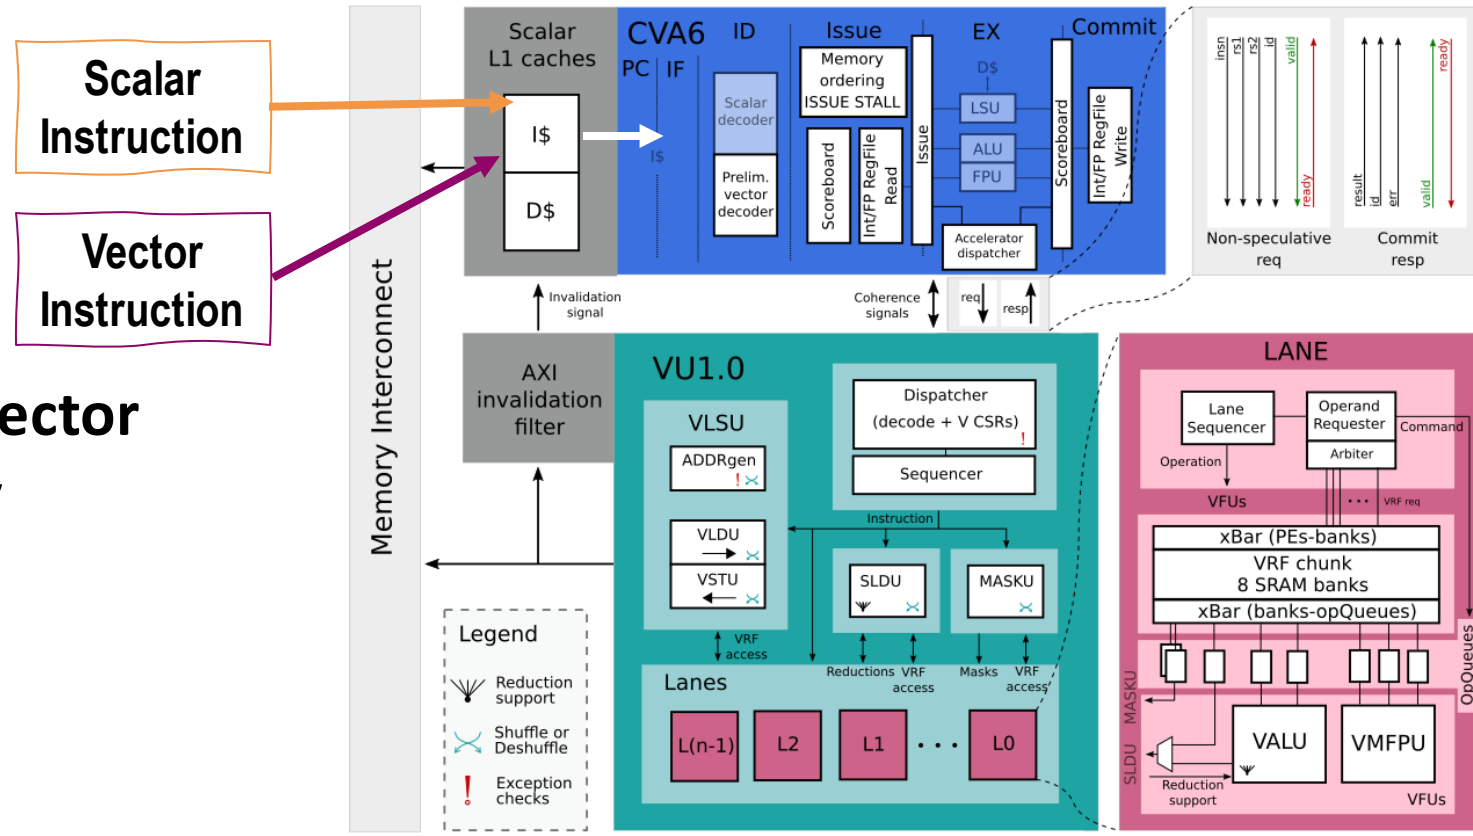 Scalar
Instruction
Vector
Instruction
ector
Memory Interconnect
Scalar
L1 caches
I$
D$
CVA6
PC
IF
I$
ID
Scalar
decoder
Prelim.
vector
decoder
Issue
Memory
ordering
ISSUE STALL
Scoreboard
Int/FP RegFile
Read
Issue
EX
D$
LSU
ALU
FPU
Accelerator
dispatcher
Scoreboard
Commit
Int/FP RegFile
Write
insn
rs1
rs2
id
valid
ready
Non-speculative
req
result
id
err
valid
ready
Commit
resp
Invalidation
signal
Coherence
signals
req
resp
AXI
invalidation
filter
VU1.0
VLSU
ADDRgen
!
VLDU
VSTU
Dispatcher
(decode + V CSRs)
!
Sequencer
Instruction
SLDU
MASKU
VRF
access
Reductions
VRF
access
Masks
VRF
access
Lanes
L(n-1)
L2
L1
• • •
L0
Legend
Reduction
support
Shuffle or
Deshuffle
!
Exception
checks
LANE
Lane
Sequencer
Operand
Requester
Arbiter
Command
Operation
VFUs
• • •
VRF req
xBar (PEs-banks)
VRF chunk
8 SRAM banks
xBar (banks-opQueues)
OpQueues
MASKU
SLDU
VALU
VMFPU
Reduction
support
VFUs